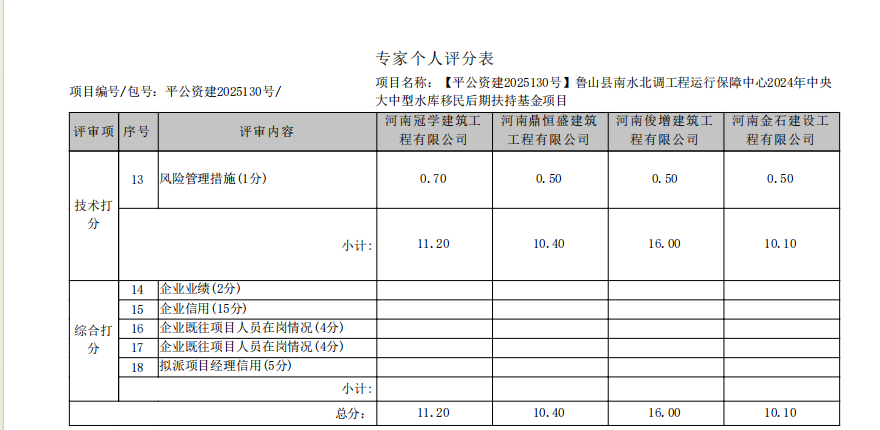 专家个人评分表
项目编号/包号：平公资建2025130号/
项目名称：【平公资建2025130号】鲁山县南水北调工程运行保障中心2024年中央
大中型水库移民后期扶持基金项目
评审项 序号 评审内容 河南冠学建筑工程有限公司 河南鼎恒盛建筑工程有限公司 河南俊增建筑工程有限公司 河南金石建设工程有限公司
技术打分
13 风险管理措施(1分) 0.70 0.50 0.50 0.50
小计: 11.20 10.40 16.00 10.10
综合打分
14 企业业绩(2分)
15 企业信用(15分)
16 企业既往项目人员在岗情况(4分)
17 企业既往项目人员在岗情况(4分)
18 拟派项目经理信用(5分)
小计:
总分: 11.20 10.40 16.00 10.10